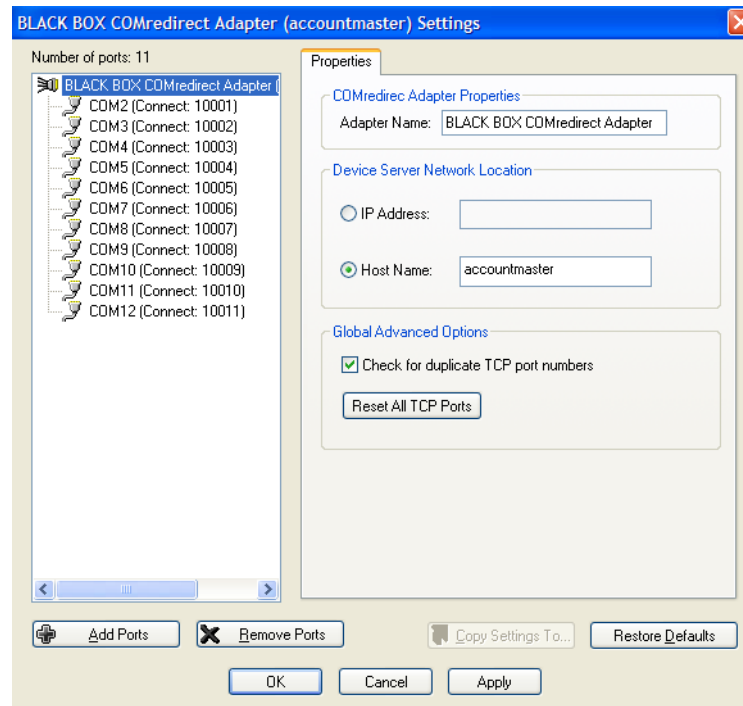 BLACK BOX COMredirect Adapter (accountmaster) Settings
Number of ports: 11
BLACK BOX COMredirect Adapter (
COM2 (Connect: 10001)
COM3 (Connect: 10002)
COM4 (Connect: 10003)
COM5 (Connect: 10004)
COM6 (Connect: 10005)
COM7 (Connect: 10006)
COM8 (Connect: 10007)
COM9 (Connect: 10008)
COM10 (Connect: 10009)
COM11 (Connect: 10010)
COM12 (Connect: 10011)
Properties
COMredirec Adapter Properties
Adapter Name: BLACK BOX COMredirect Adapter
Device Server Network Location
IP Address:
Host Name: accountmaster
Global Advanced Options
Check for duplicate TCP port numbers
Reset All TCP Ports
Add Ports
Remove Ports
Copy Settings To...
Restore Defaults
OK
Cancel
Apply